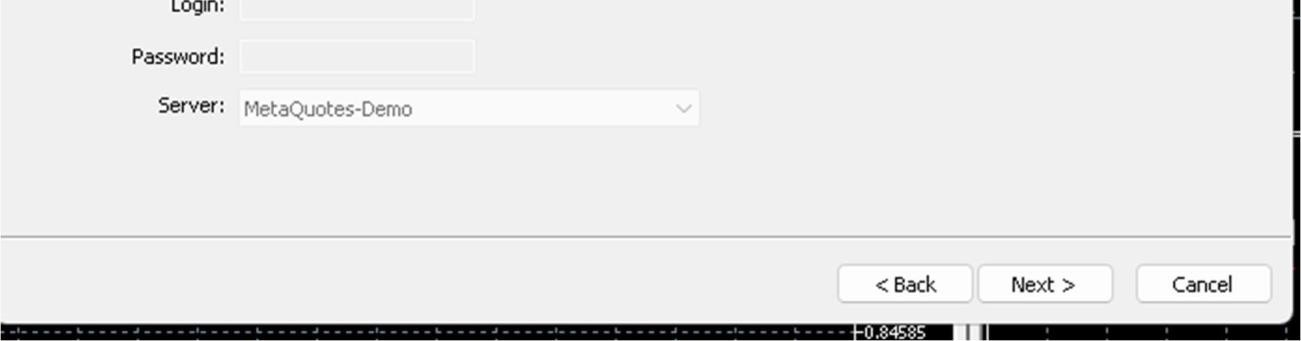 Login:
Password:
Server: MetaQuotes-Demo
< Back Next > Cancel
0.84585